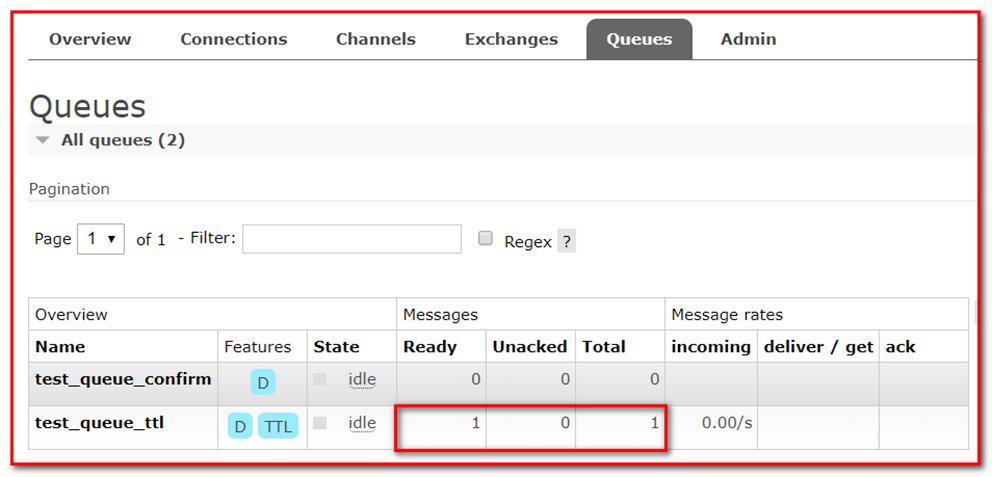 Overview Connections Channels Exchanges Queues Admin
Queues
All queues (2)
Pagination
Page 1 of 1 - Filter: Regex ?
Overview Messages Message rates
Name Features State Ready Unacked Total incoming deliver / get ack
test_queue_confirm D idle 0 0 0
test_queue_ttl D TTL idle 1 0 1 0.00/s